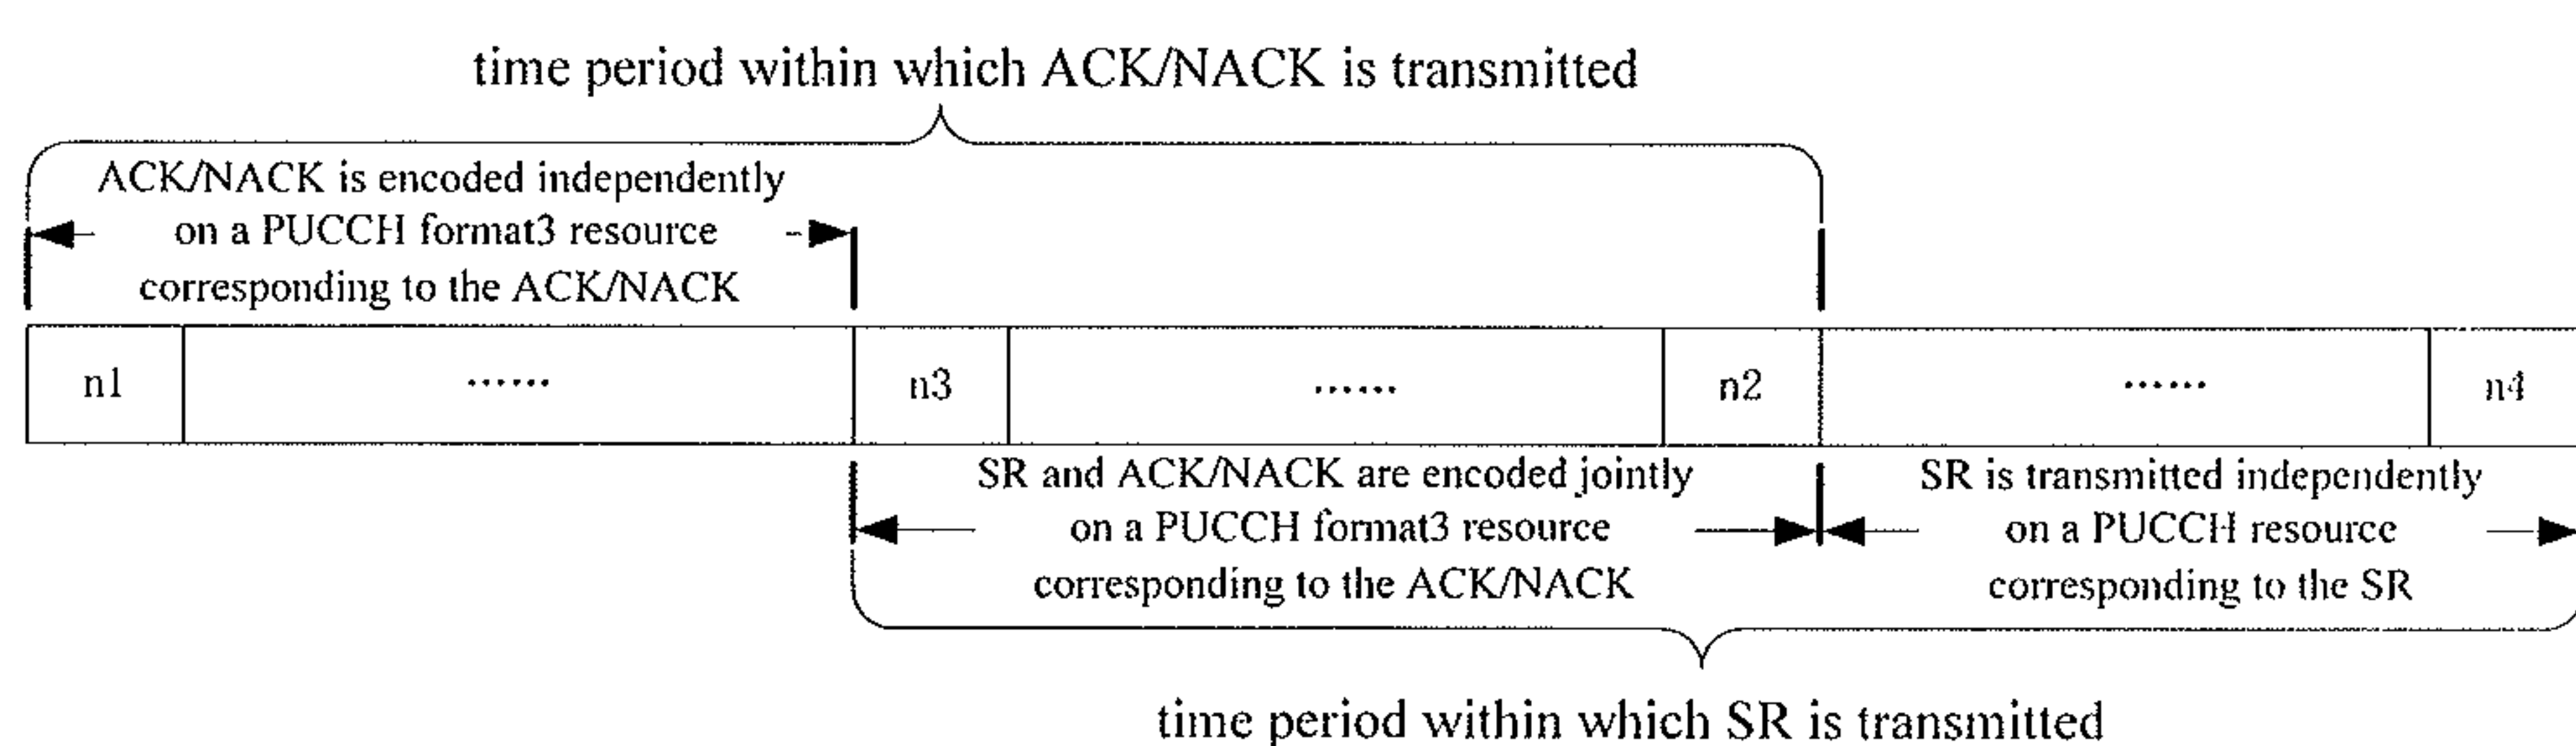 time period within which ACK/NACK is transmitted
ACK/NACK is encoded independently
on a PUCCH format3 resource
corresponding to the ACK/NACK
n1 ...... n3 ...... n2 ...... n4
SR and ACK/NACK are encoded jointly
on a PUCCH format3 resource
corresponding to the ACK/NACK
SR is transmitted independently
on a PUCCH resource
corresponding to the SR
time period within which SR is transmitted